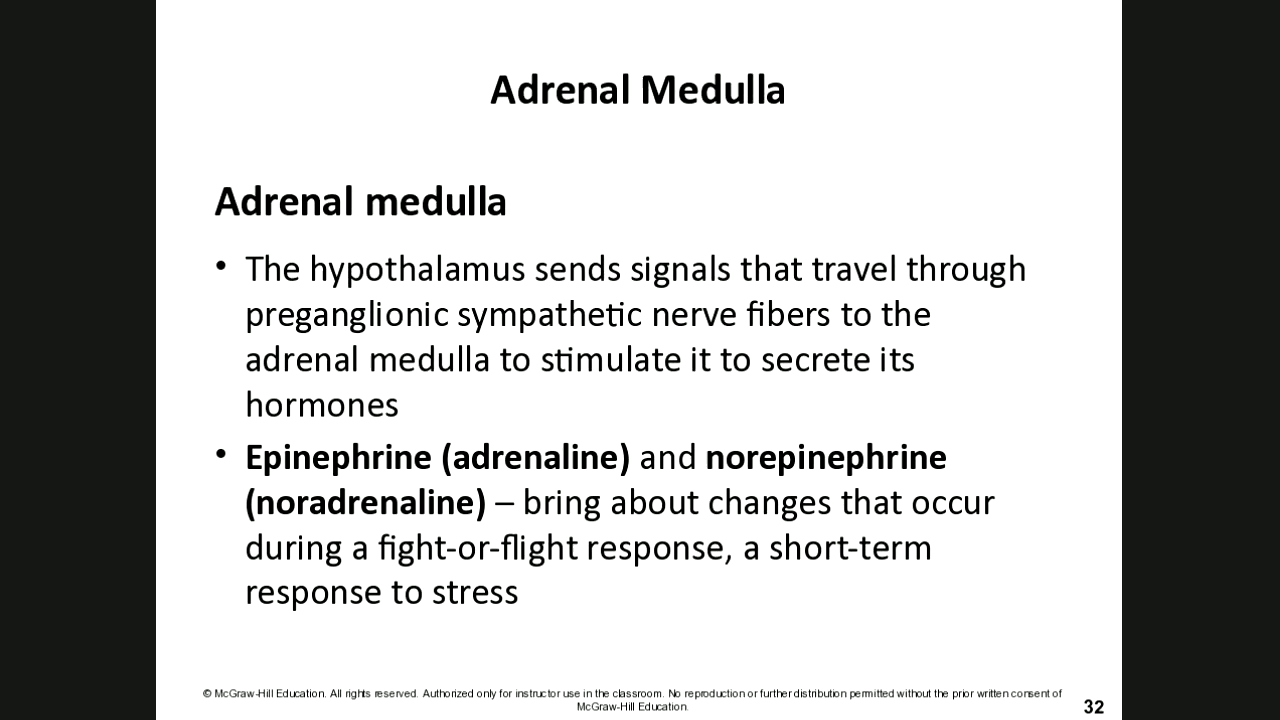 Adrenal Medulla
Adrenal medulla
• The hypothalamus sends signals that travel through
preganglionic sympathetic nerve fibers to the
adrenal medulla to stimulate it to secrete its
hormones
• Epinephrine (adrenaline) and norepinephrine
(noradrenaline) – bring about changes that occur
during a fight-or-flight response, a short-term
response to stress
© McGraw-Hill Education. All rights reserved. Authorized only for instructor use in the classroom. No reproduction or further distribution permitted without the prior written consent of
McGraw-Hill Education.
32